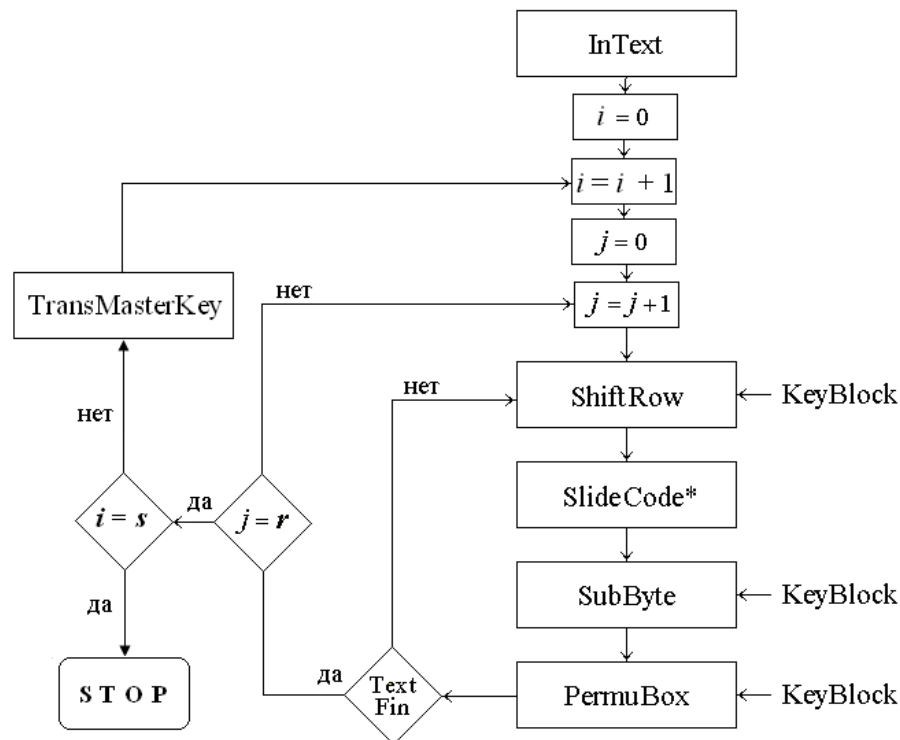 InText
i = 0
i = i + 1
j = 0
TransMasterKey
нет
j = j + 1
нет
ShiftRow
KeyBlock
нет
SlideCode*
i = s
да
j = r
SubByte
KeyBlock
да
да
Text
Fin
PermuBox
KeyBlock
STOP